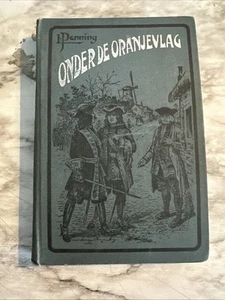 L. Penning
ONDER DE ORANJEVLAG